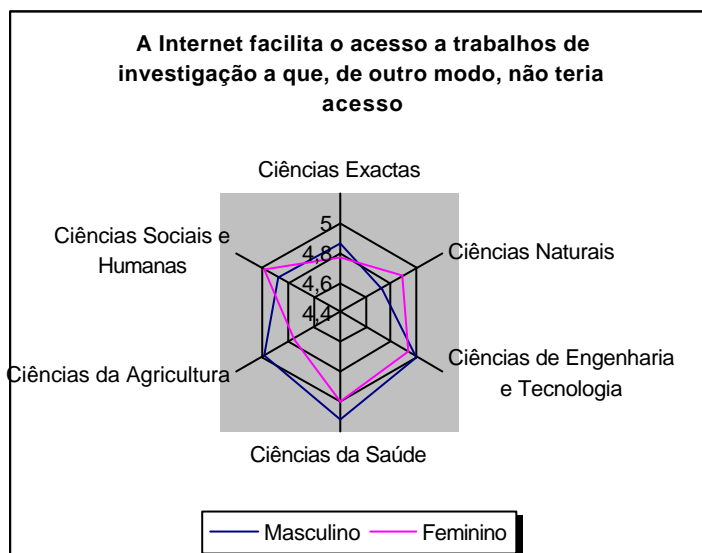 A Internet facilita o acesso a trabalhos de
investigação a que, de outro modo, não teria
acesso
Ciências Exactas
5
4,8
4,6
4,4
Ciências Sociais e
Humanas
Ciências Naturais
Ciências da Agricultura
Ciências de Engenharia
e Tecnologia
Ciências da Saúde
Masculino
Feminino